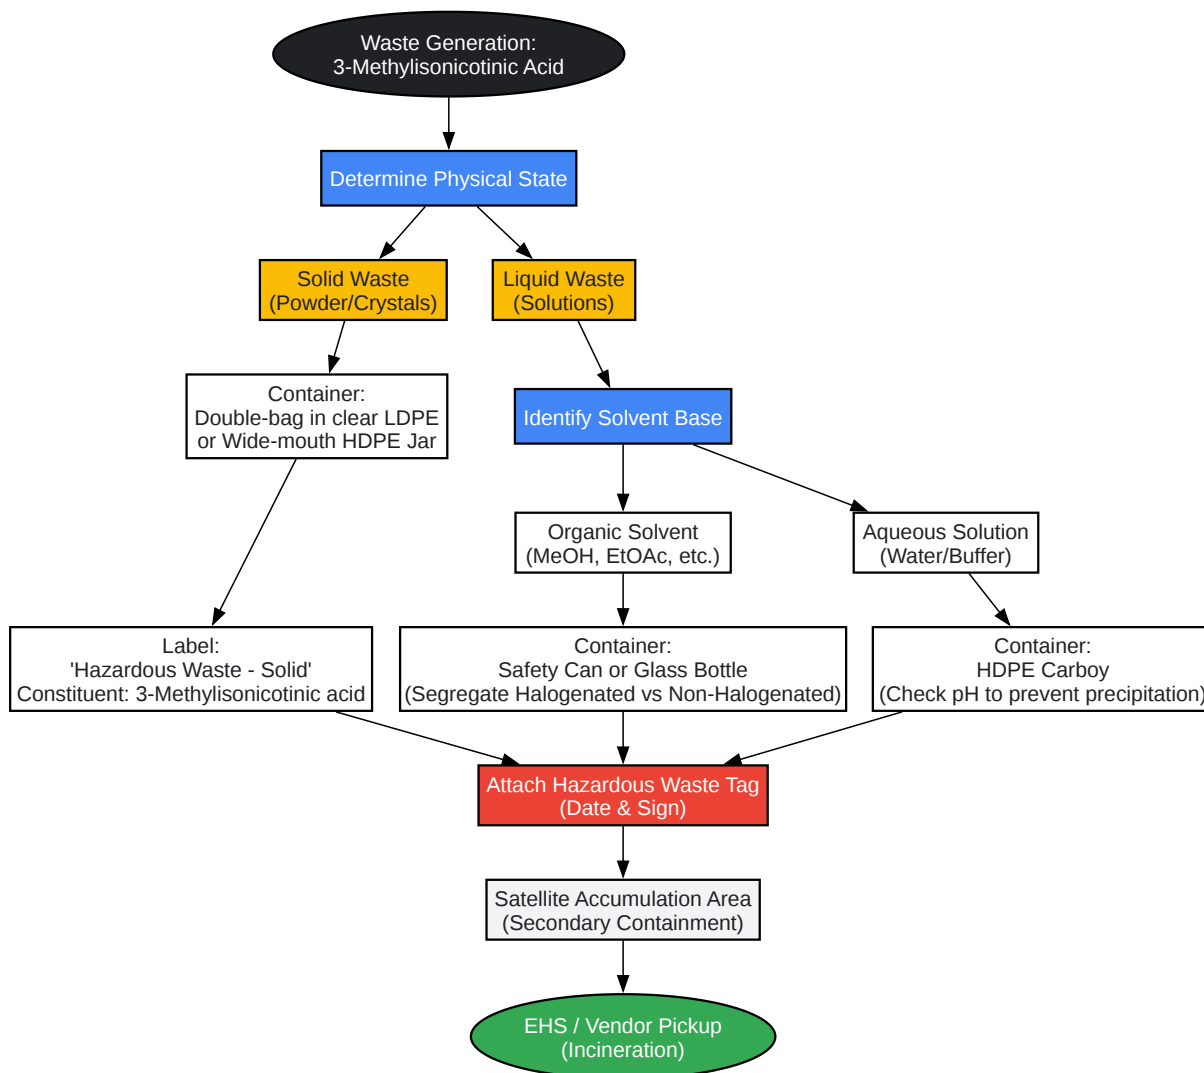 Waste Generation:
3-Methylisonicotinic Acid
Determine Physical State
Solid Waste
(Powder/Crystals)
Liquid Waste
(Solutions)
Container:
Double-bag in clear LDPE
or Wide-mouth HDPE Jar
Identify Solvent Base
Organic Solvent
(MeOH, EtOAc, etc.)
Aqueous Solution
(Water/Buffer)
Label:
'Hazardous Waste - Solid'
Constituent: 3-Methylisonicotinic acid
Container:
Safety Can or Glass Bottle
(Segregate Halogenated vs Non-Halogenated)
Container:
HDPE Carboy
(Check pH to prevent precipitation)
Attach Hazardous Waste Tag
(Date & Sign)
Satellite Accumulation Area
(Secondary Containment)
EHS / Vendor Pickup
(Incineration)